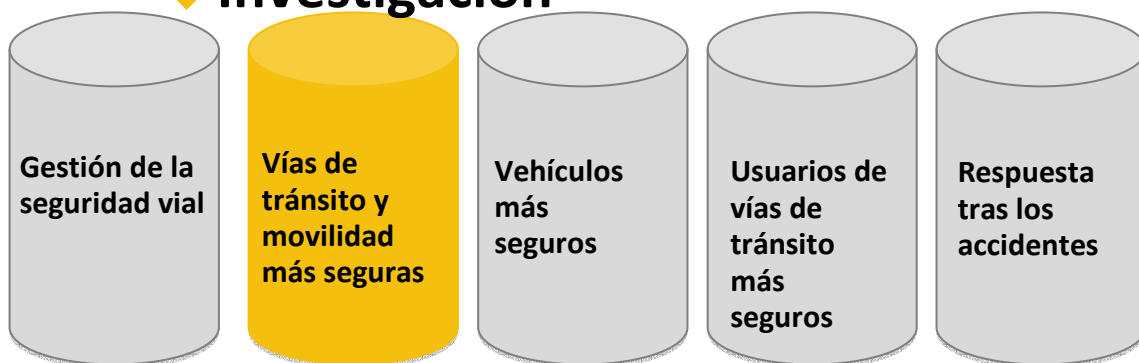 Investigación
Gestión de la
seguridad vial
Vías de
tránsito y
movilidad
más seguras
Vehículos
más
seguros
Usuarios de
vías de
tránsito
más
seguros
Respuesta
tras los
accidentes